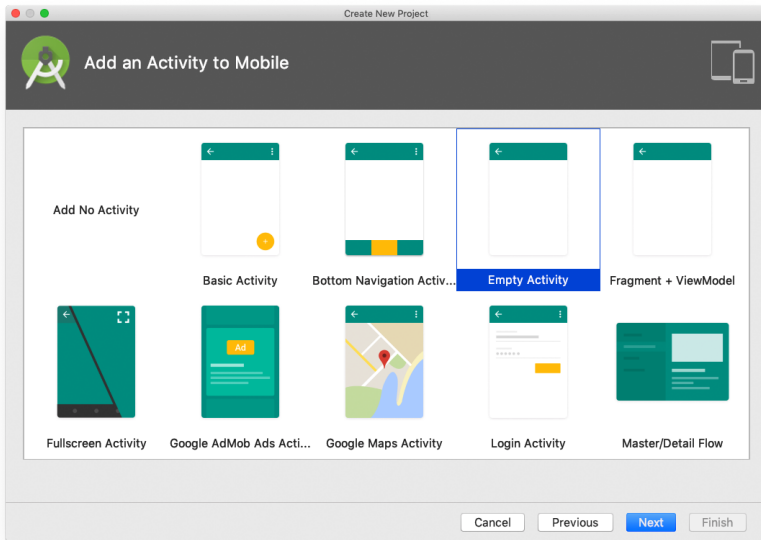 Create New Project
Add an Activity to Mobile
Add No Activity
Basic Activity
Bottom Navigation Activ...
Empty Activity
Fragment + ViewModel
Ad
Fullscreen Activity
Google AdMob Ads Acti...
Google Maps Activity
Login Activity
Master/Detail Flow
Cancel
Previous
Next
Finish